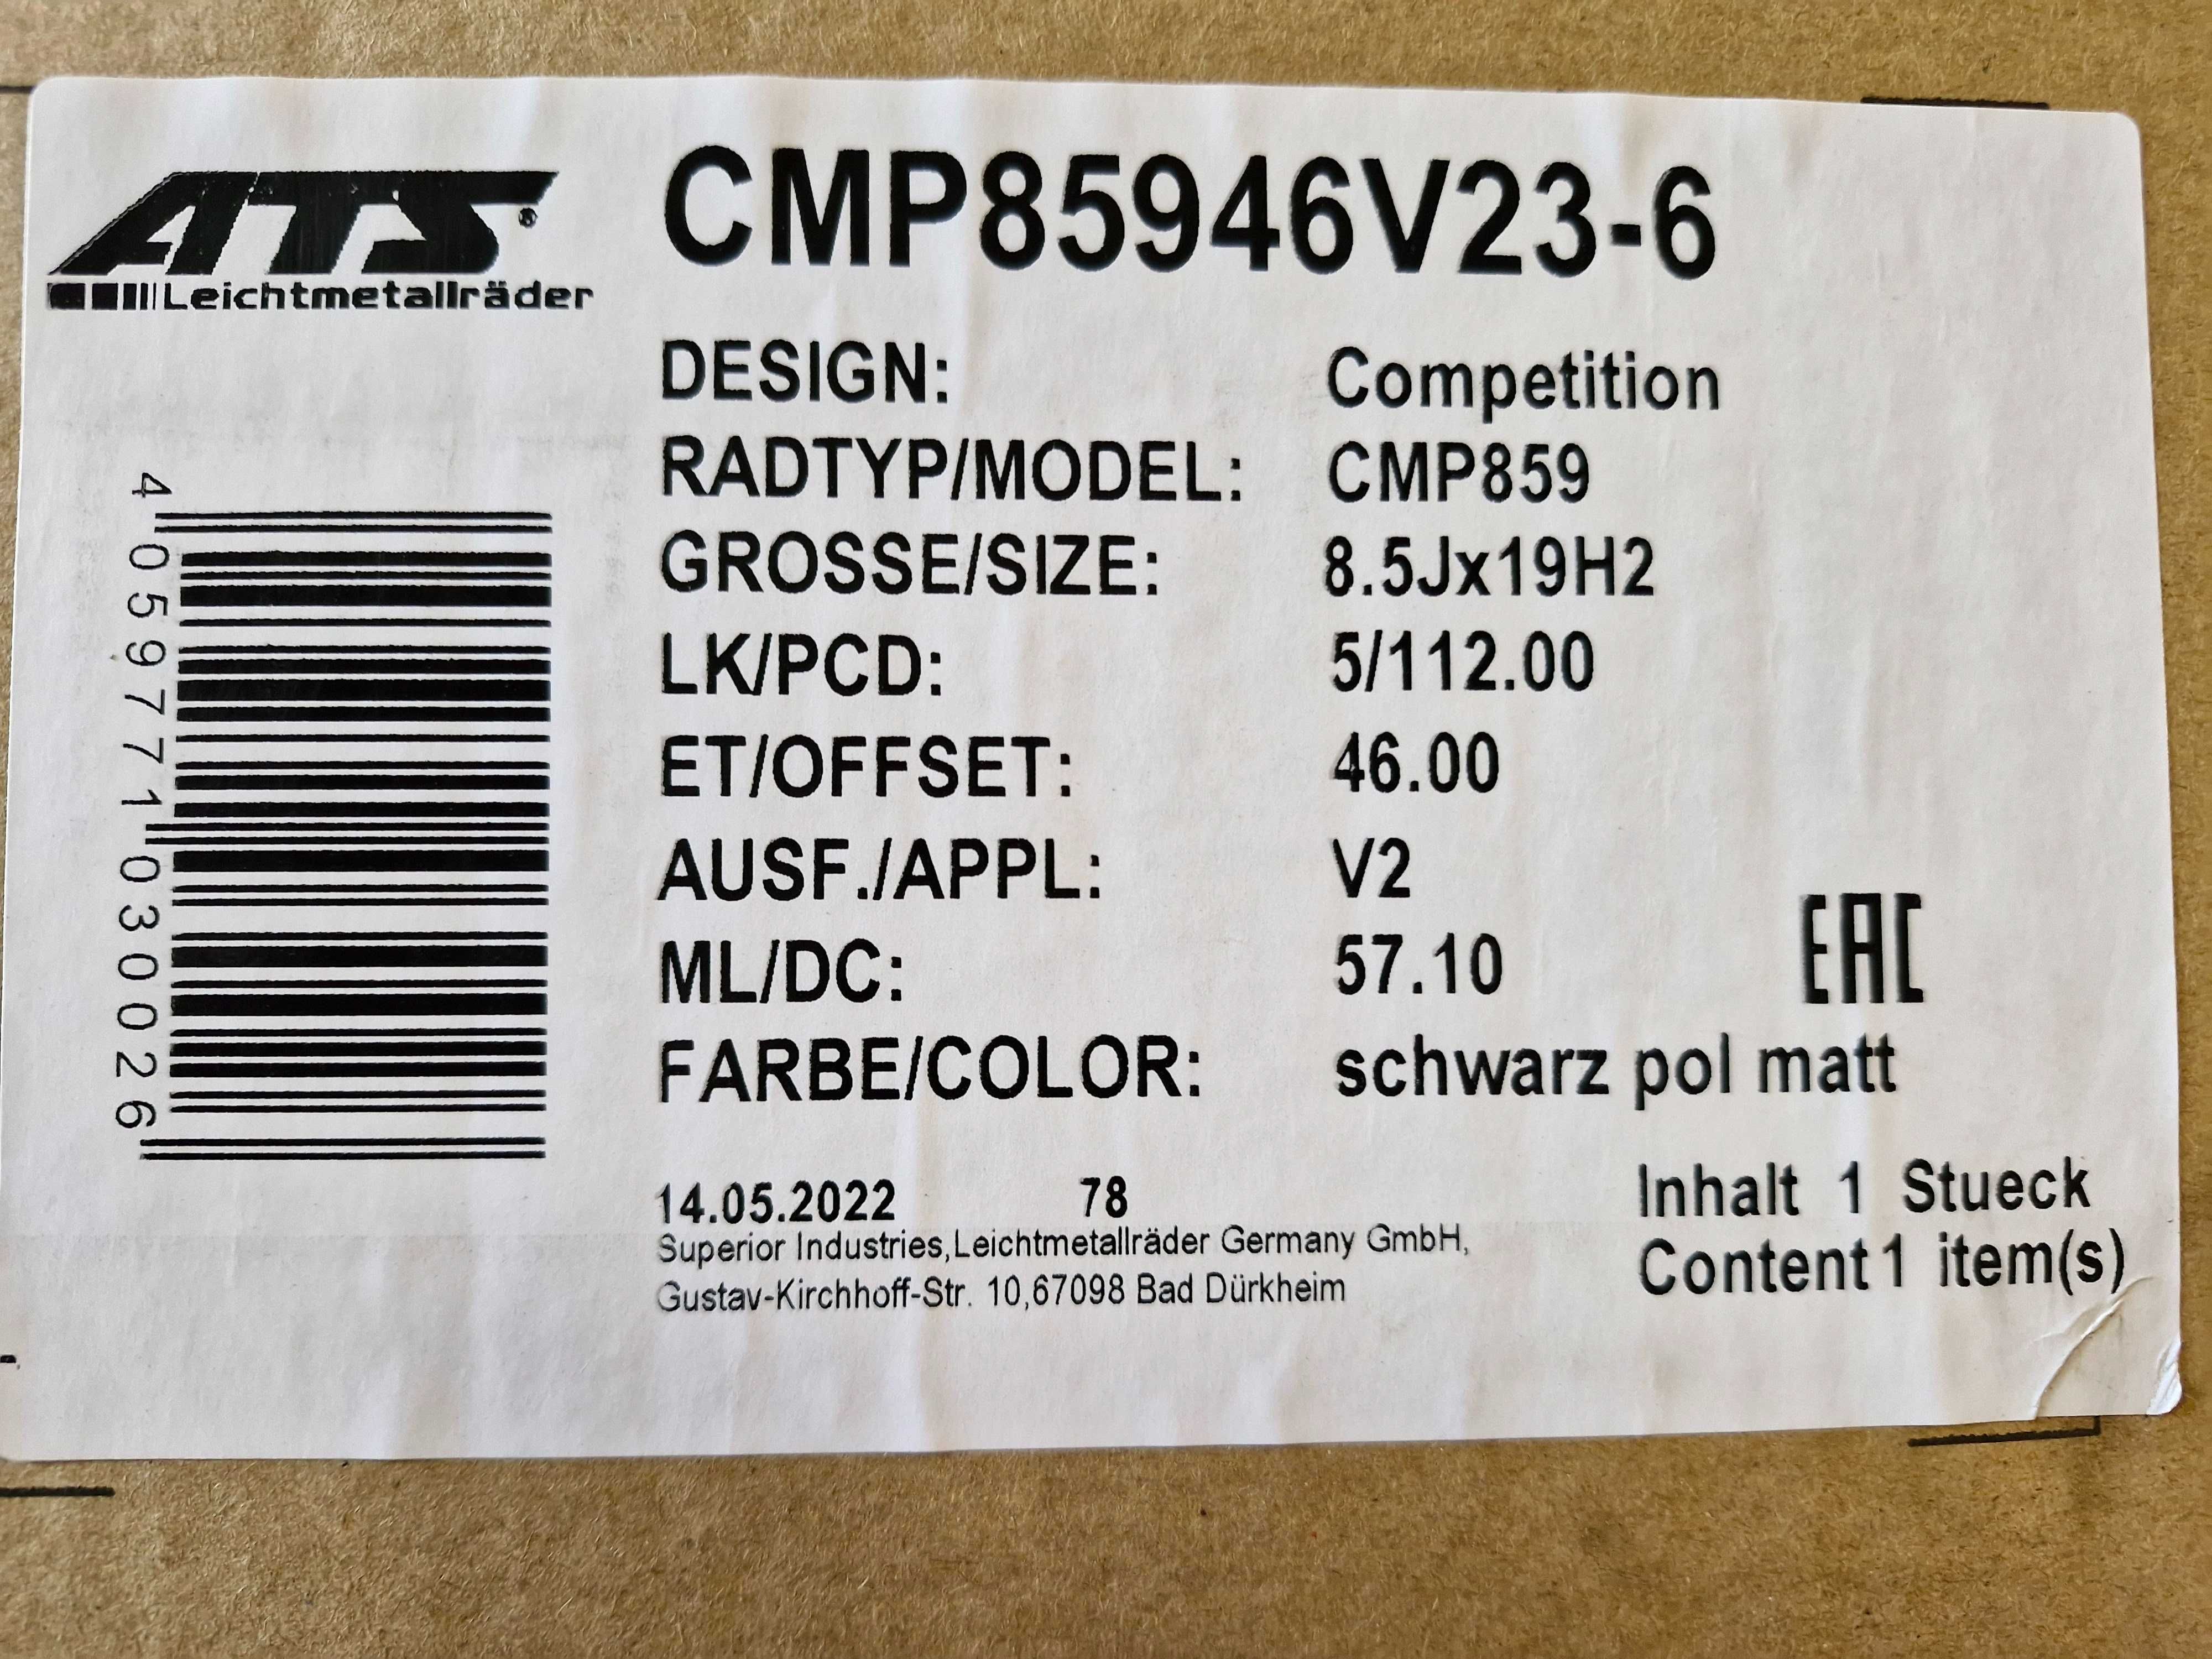 ATS®
Leichtmetallräder
CMP85946V23-6
DESIGN: Competition
RADTYP/MODEL: CMP859
GROSSE/SIZE: 8.5Jx19H2
LK/PCD: 5/112.00
ET/OFFSET: 46.00
AUSF./APPL: V2
ML/DC: 57.10
EAC
FARBE/COLOR: schwarz pol matt
4 059771 030026
14.05.2022 78
Superior Industries,Leichtmetallräder Germany GmbH,
Gustav-Kirchhoff-Str. 10,67098 Bad Dürkheim
Inhalt 1 Stueck
Content 1 item(s)